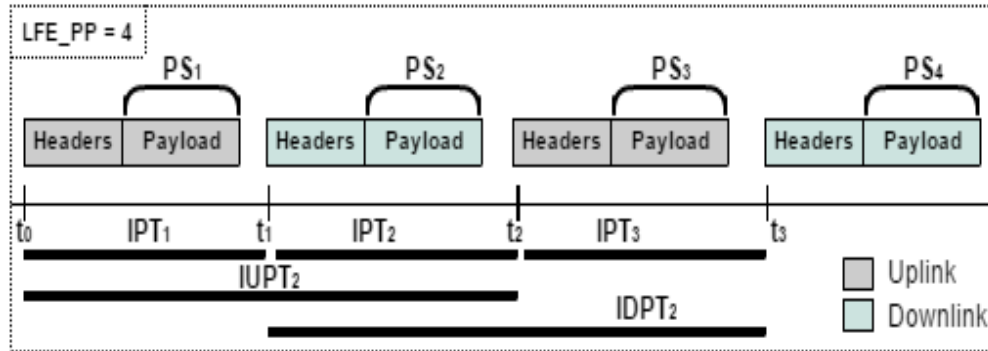 LFE_PP = 4
PS1 PS2 PS3 PS4
Headers Payload Headers Payload Headers Payload Headers Payload
t0 IPT1 t1 IPT2 t2 IPT3 t3
IUPT2
Uplink
IDPT2
Downlink